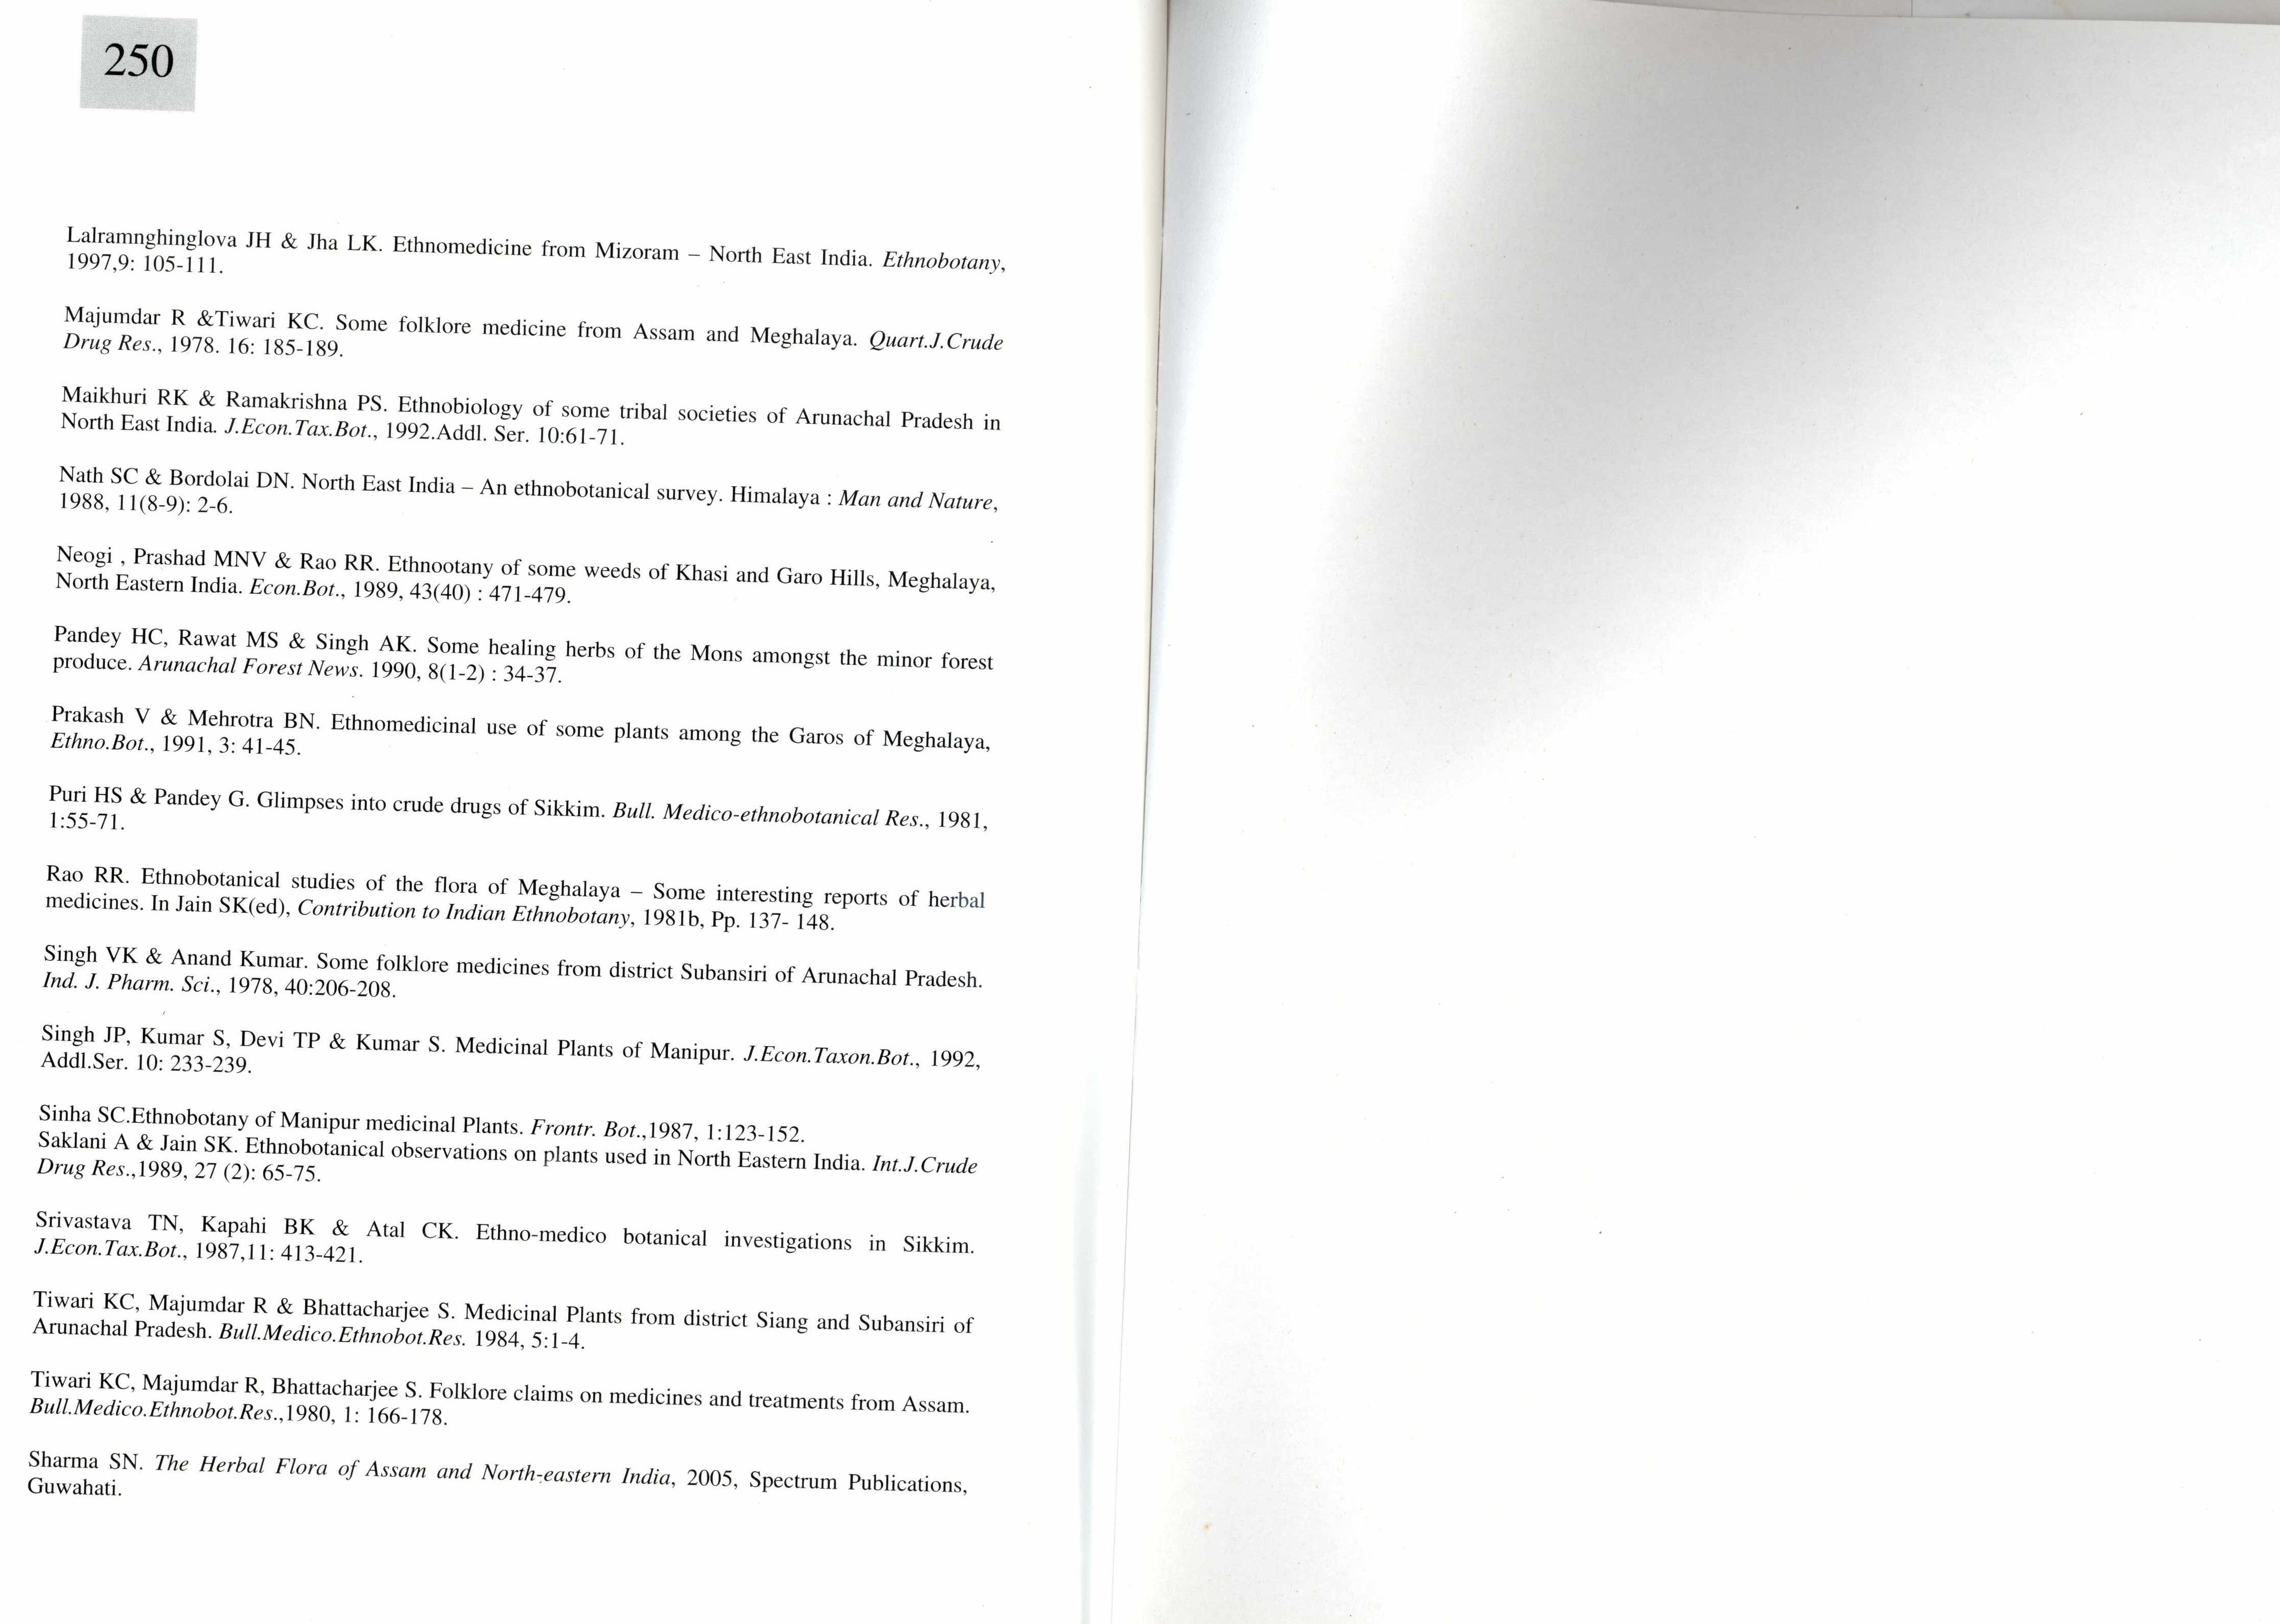 250
Lalramnghinglova JH & Jha LK. Ethnomedicine from Mizoram – North East India. Ethnobotany,
1997,9: 105-111.
Majumdar R &Tiwari KC. Some folklore medicine from Assam and Meghalaya. Quart.J.Crude
Drug Res., 1978. 16: 185-189.
Maikhuri RK & Ramakrishna PS. Ethnobiology of some tribal societies of Arunachal Pradesh in
North East India. J.Econ.Tax.Bot., 1992.Addl. Ser. 10:61-71.
Nath SC & Bordolai DN. North East India – An ethnobotanical survey. Himalaya : Man and Nature,
1988, 11(8-9): 2-6.
Neogi , Prashad MNV & Rao RR. Ethnootany of some weeds of Khasi and Garo Hills, Meghalaya,
North Eastern India. Econ.Bot., 1989, 43(40) : 471-479.
Pandey HC, Rawat MS & Singh AK. Some healing herbs of the Mons amongst the minor forest
produce. Arunachal Forest News. 1990, 8(1-2) : 34-37.
Prakash V & Mehrotra BN. Ethnomedicinal use of some plants among the Garos of Meghalaya,
Ethno.Bot., 1991, 3: 41-45.
Puri HS & Pandey G. Glimpses into crude drugs of Sikkim. Bull. Medico-ethnobotanical Res., 1981,
1:55-71.
Rao RR. Ethnobotanical studies of the flora of Meghalaya – Some interesting reports of herbal
medicines. In Jain SK(ed), Contribution to Indian Ethnobotany, 1981b, Pp. 137- 148.
Singh VK & Anand Kumar. Some folklore medicines from district Subansiri of Arunachal Pradesh.
Ind. J. Pharm. Sci., 1978, 40:206-208.
Singh JP, Kumar S, Devi TP & Kumar S. Medicinal Plants of Manipur. J.Econ.Taxon.Bot., 1992,
Addl.Ser. 10: 233-239.
Sinha SC.Ethnobotany of Manipur medicinal Plants. Frontr. Bot.,1987, 1:123-152.
Saklani A & Jain SK. Ethnobotanical observations on plants used in North Eastern India. Int.J.Crude
Drug Res.,1989, 27 (2): 65-75.
Srivastava TN, Kapahi BK & Atal CK. Ethno-medico botanical investigations in Sikkim.
J.Econ.Tax.Bot., 1987,11: 413-421.
Tiwari KC, Majumdar R & Bhattacharjee S. Medicinal Plants from district Siang and Subansiri of
Arunachal Pradesh. Bull.Medico.Ethnobot.Res. 1984, 5:1-4.
Tiwari KC, Majumdar R, Bhattacharjee S. Folklore claims on medicines and treatments from Assam.
Bull.Medico.Ethnobot.Res.,1980, 1: 166-178.
Sharma SN. The Herbal Flora of Assam and North-eastern India, 2005, Spectrum Publications,
Guwahati.